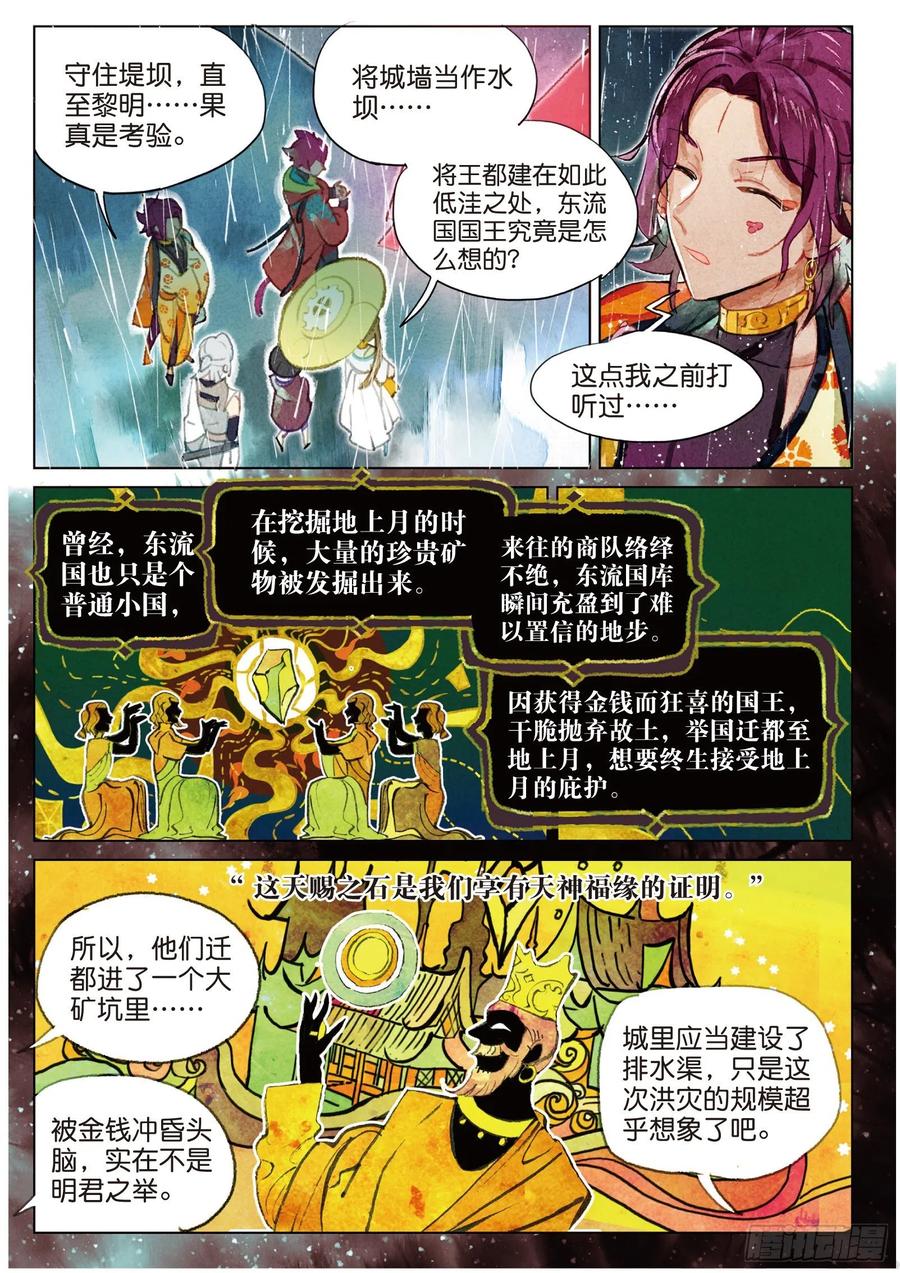 守住堤坝，直
至黎明……果
真是考验。
将城墙当作水
坝……
将王都建在如此
低洼之处，东流
国国王究竟是怎
么想的？
这点我之前打
听过……
曾经，东流
国也只是个
普通小国，
在挖掘地上月的时
候，大量的珍贵矿
物被发掘出来。
来往的商队络绎
不绝，东流国库
瞬间充盈到了难
以置信的地步。
因获得金钱而狂喜的国王，
干脆抛弃故土，举国迁都至
地上月，想要终生接受地上
月的庇护。
“这天赐之石是我们享有天神福缘的证明。”
所以，他们迁
都进了一个大
矿坑里……
城里应当建设了
排水渠，只是这
次洪灾的规模超
乎想象了吧。
被金钱冲昏头
脑，实在不是
明君之举。
腾讯动漫